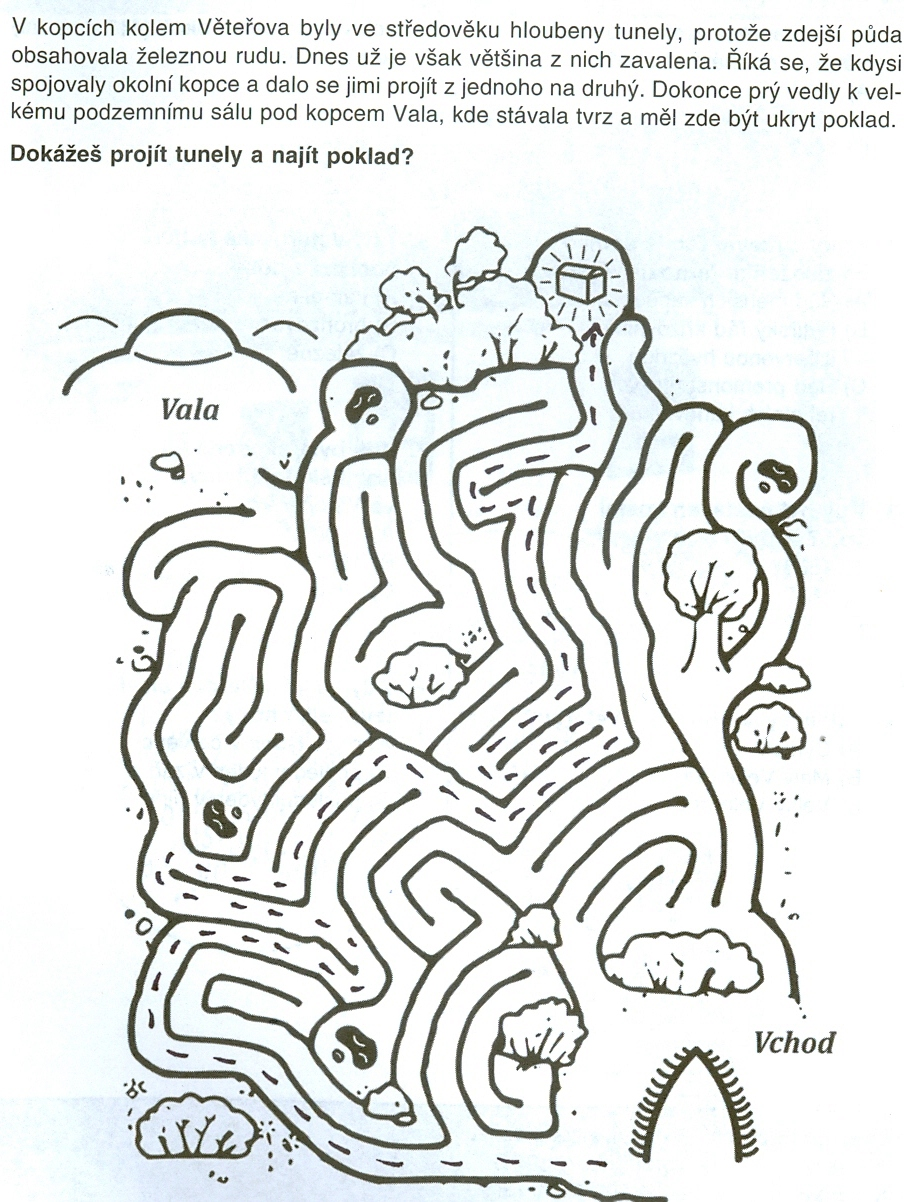 V kopcích kolem Věteřova byly ve středověku hloubeny tunely, protože zdejší půda
obsahovala železnou rudu. Dnes už je však většina z nich zavalena. Říká se, že kdysi
spojovaly okolní kopce a dalo se jimi projít z jednoho na druhý. Dokonce prý vedly k vel-
kému podzemnímu sálu pod kopcem Vala, kde stávala tvrz a měl zde být ukryt poklad.
Dokážeš projít tunely a najít poklad?
Vala
Vchod